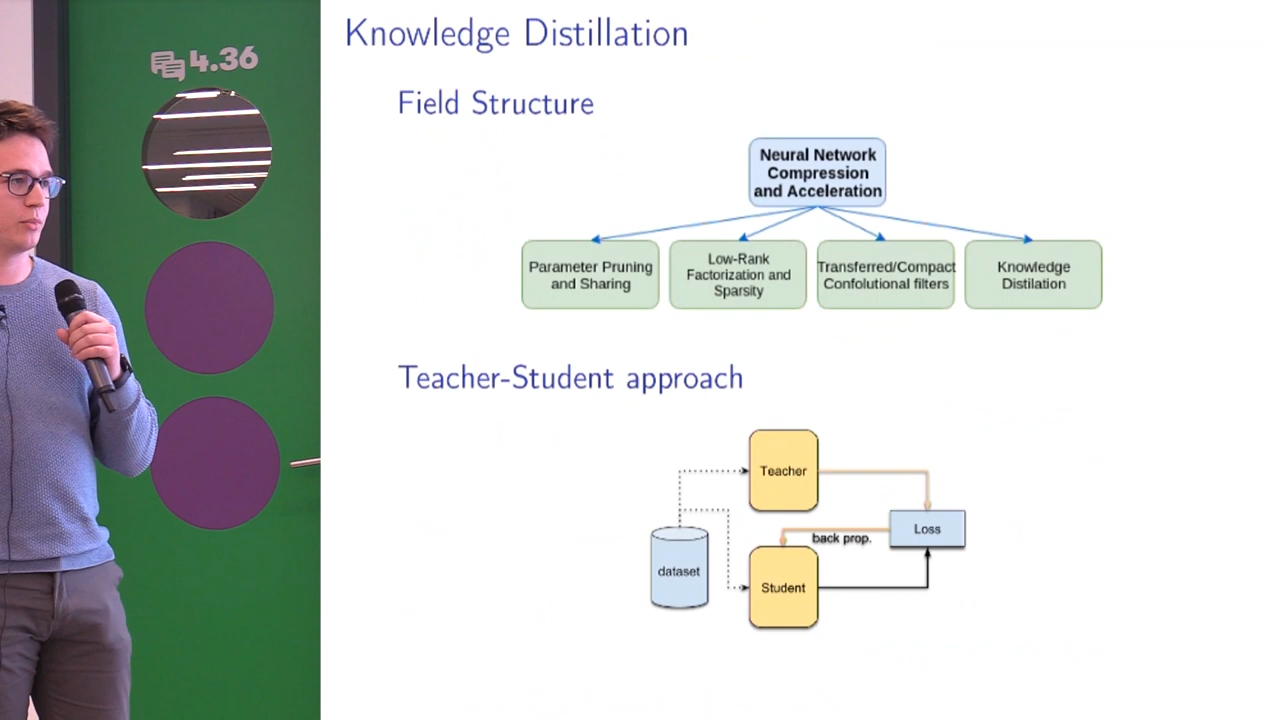 4.36
Knowledge Distillation
Field Structure
Neural Network
Compression
and Acceleration
Parameter Pruning
and Sharing
Low-Rank
Factorization and
Sparsity
Transferred/Compact
Confolutional filters
Knowledge
Distilation
Teacher-Student approach
Teacher
Loss
back prop.
dataset
Student